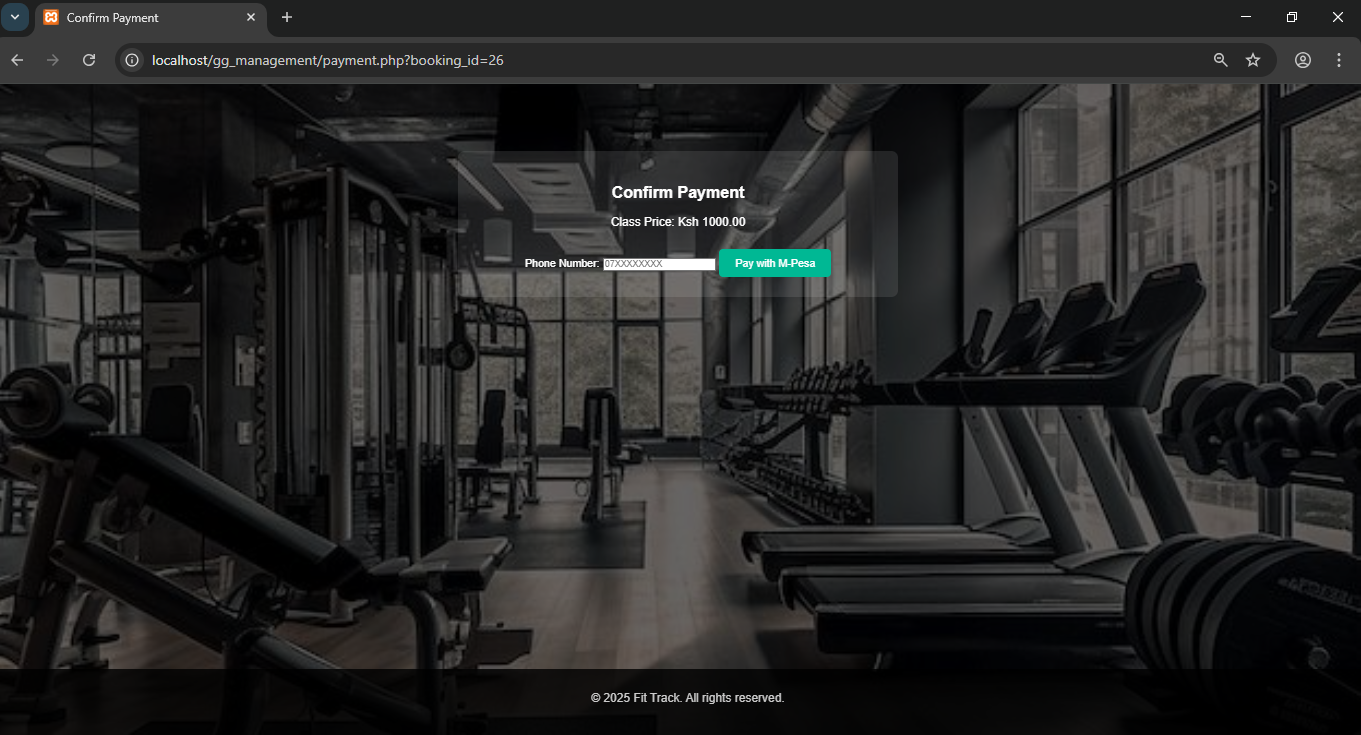 Confirm Payment
localhost/gg_management/payment.php?booking_id=26
Confirm Payment
Class Price: Ksh 1000.00
Phone Number: 07XXXXXXXX Pay with M-Pesa
© 2025 Fit Track. All rights reserved.